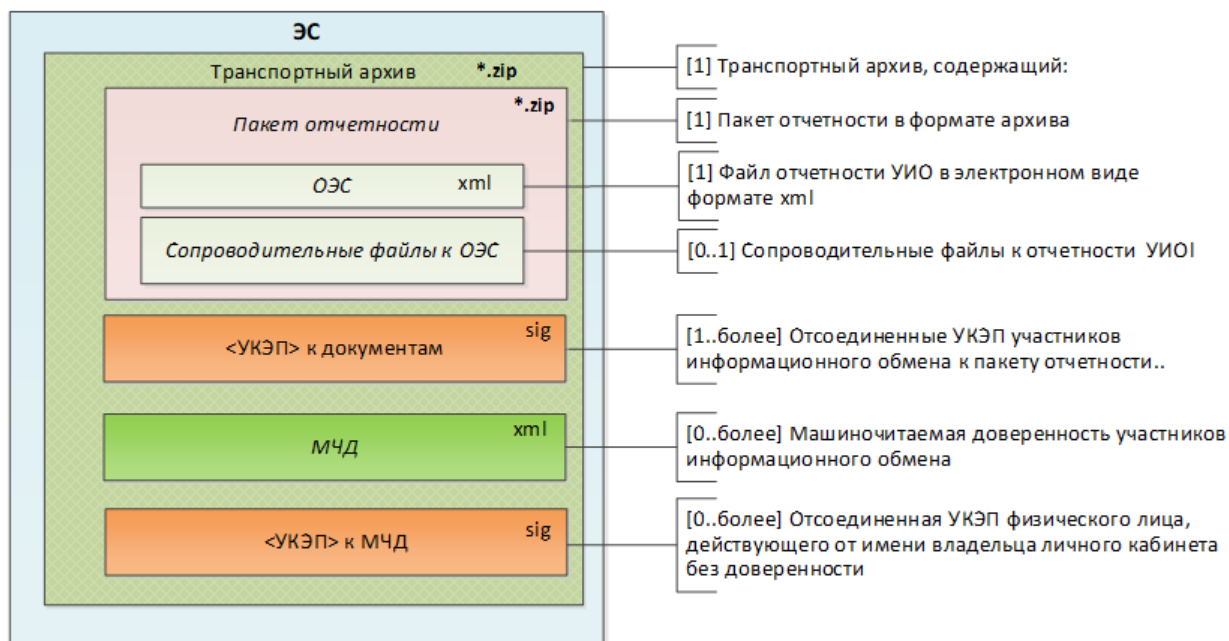 ЭС
Транспортный архив *.zip
*.zip
Пакет отчетности
ОЭС xml
Сопроводительные файлы к ОЭС
sig
<УКЭП> к документам
xml
МЧД
sig
<УКЭП> к МЧД
[1] Транспортный архив, содержащий:
[1] Пакет отчетности в формате архива
[1] Файл отчетности УИО в электронном виде
формате xml
[0..1] Сопроводительные файлы к отчетности УИОI
[1..более] Отсоединенные УКЭП участников
информационного обмена к пакету отчетности..
[0..более] Машиночитаемая доверенность участников
информационного обмена
[0..более] Отсоединенная УКЭП физического лица,
действующего от имени владельца личного кабинета
без доверенности